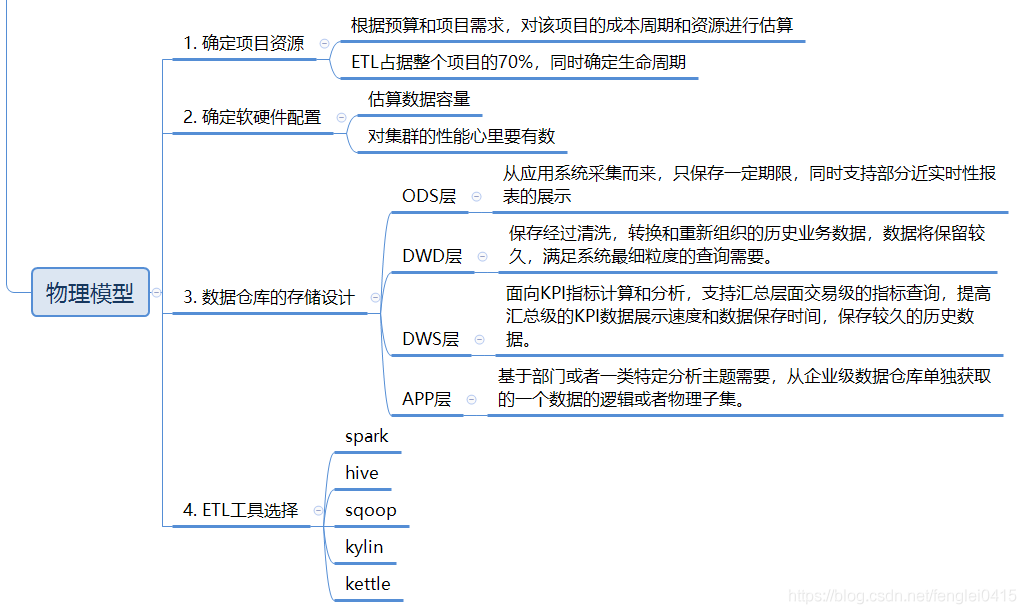 物理模型
1. 确定项目资源
根据预算和项目需求，对该项目的成本周期和资源进行估算
ETL占据整个项目的70%，同时确定生命周期
2. 确定软硬件配置
估算数据容量
对集群的性能心里要有数
3. 数据仓库的存储设计
ODS层
从应用系统采集而来，只保存一定期限，同时支持部分近实时性报
表的展示
DWD层
保存经过清洗，转换和重新组织的历史业务数据，数据将保留较
久，满足系统最细粒度的查询需要。
DWS层
面向KPI指标计算和分析，支持汇总层面交易级的指标查询，提高
汇总级的KPI数据展示速度和数据保存时间，保存较久的历史数
据。
APP层
基于部门或者一类特定分析主题需要，从企业级数据仓库单独获取
的一个数据的逻辑或者物理子集。
4. ETL工具选择
spark
hive
sqoop
kylin
kettle
https://blog.csdn.net/fenglei0415